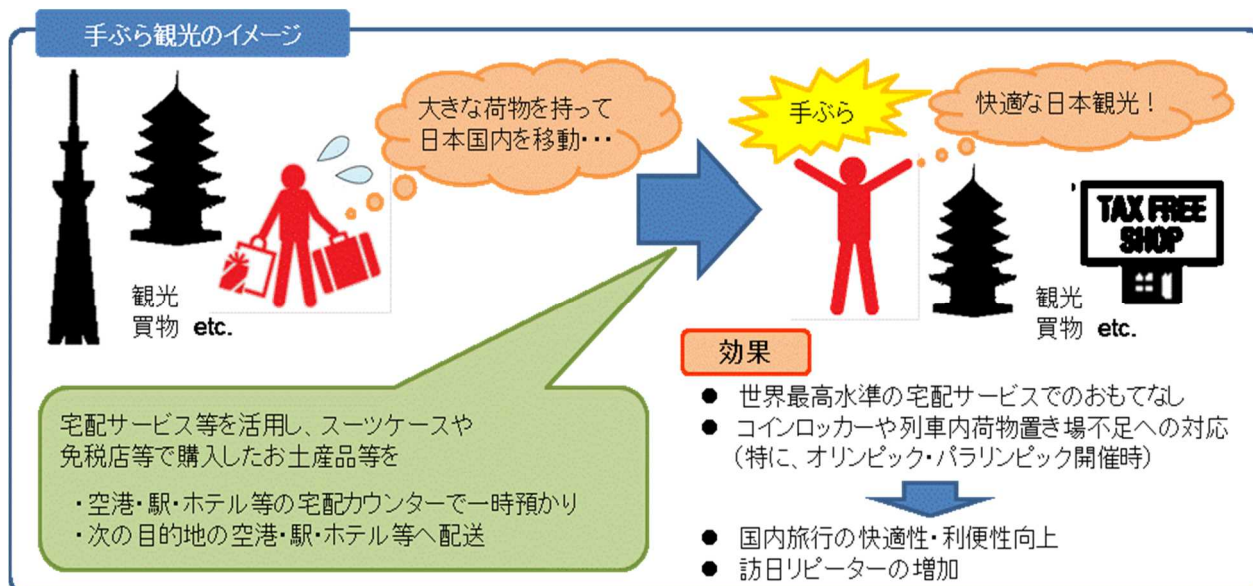 手ぶら観光のイメージ
大きな荷物を持って
日本国内を移動・・・
観光
買物 etc.
手ぶら
快適な日本観光！
TAX FREE
SHOP
観光
買物 etc.
宅配サービス等を活用し、スーツケースや
免税店等で購入したお土産品等を
・空港・駅・ホテル等の宅配カウンターで一時預かり
・次の目的地の空港・駅・ホテル等へ配送
効果
● 世界最高水準の宅配サービスでのおもてなし
● コインロッカーや列車内荷物置き場不足への対応
（特に、オリンピック・パラリンピック開催時）
● 国内旅行の快適性・利便性向上
● 訪日リピーターの増加